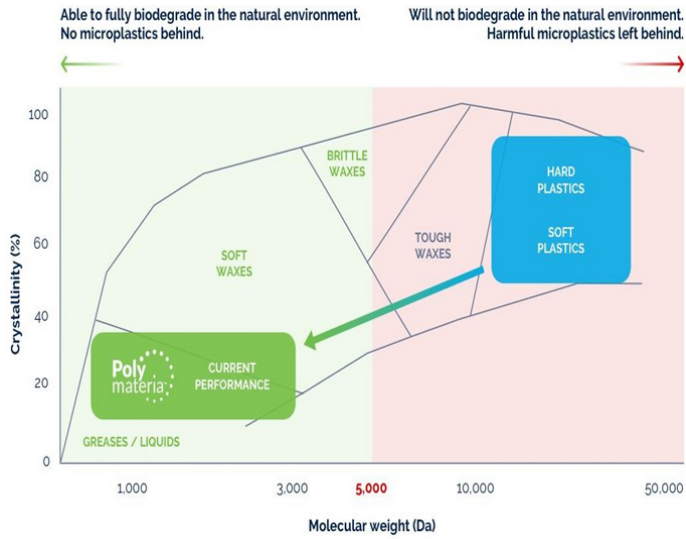 Able to fully biodegrade in the natural environment.
No microplastics behind.
Will not biodegrade in the natural environment.
Harmful microplastics left behind.
Crystallinity (%)
100
80
60
40
20
0
BRITTLE
WAXES
HARD
PLASTICS
SOFT
PLASTICS
TOUGH
WAXES
SOFT
WAXES
Poly
materia
CURRENT
PERFORMANCE
GREASES / LIQUIDS
1,000
3,000
5,000
10,000
50,000
Molecular weight (Da)